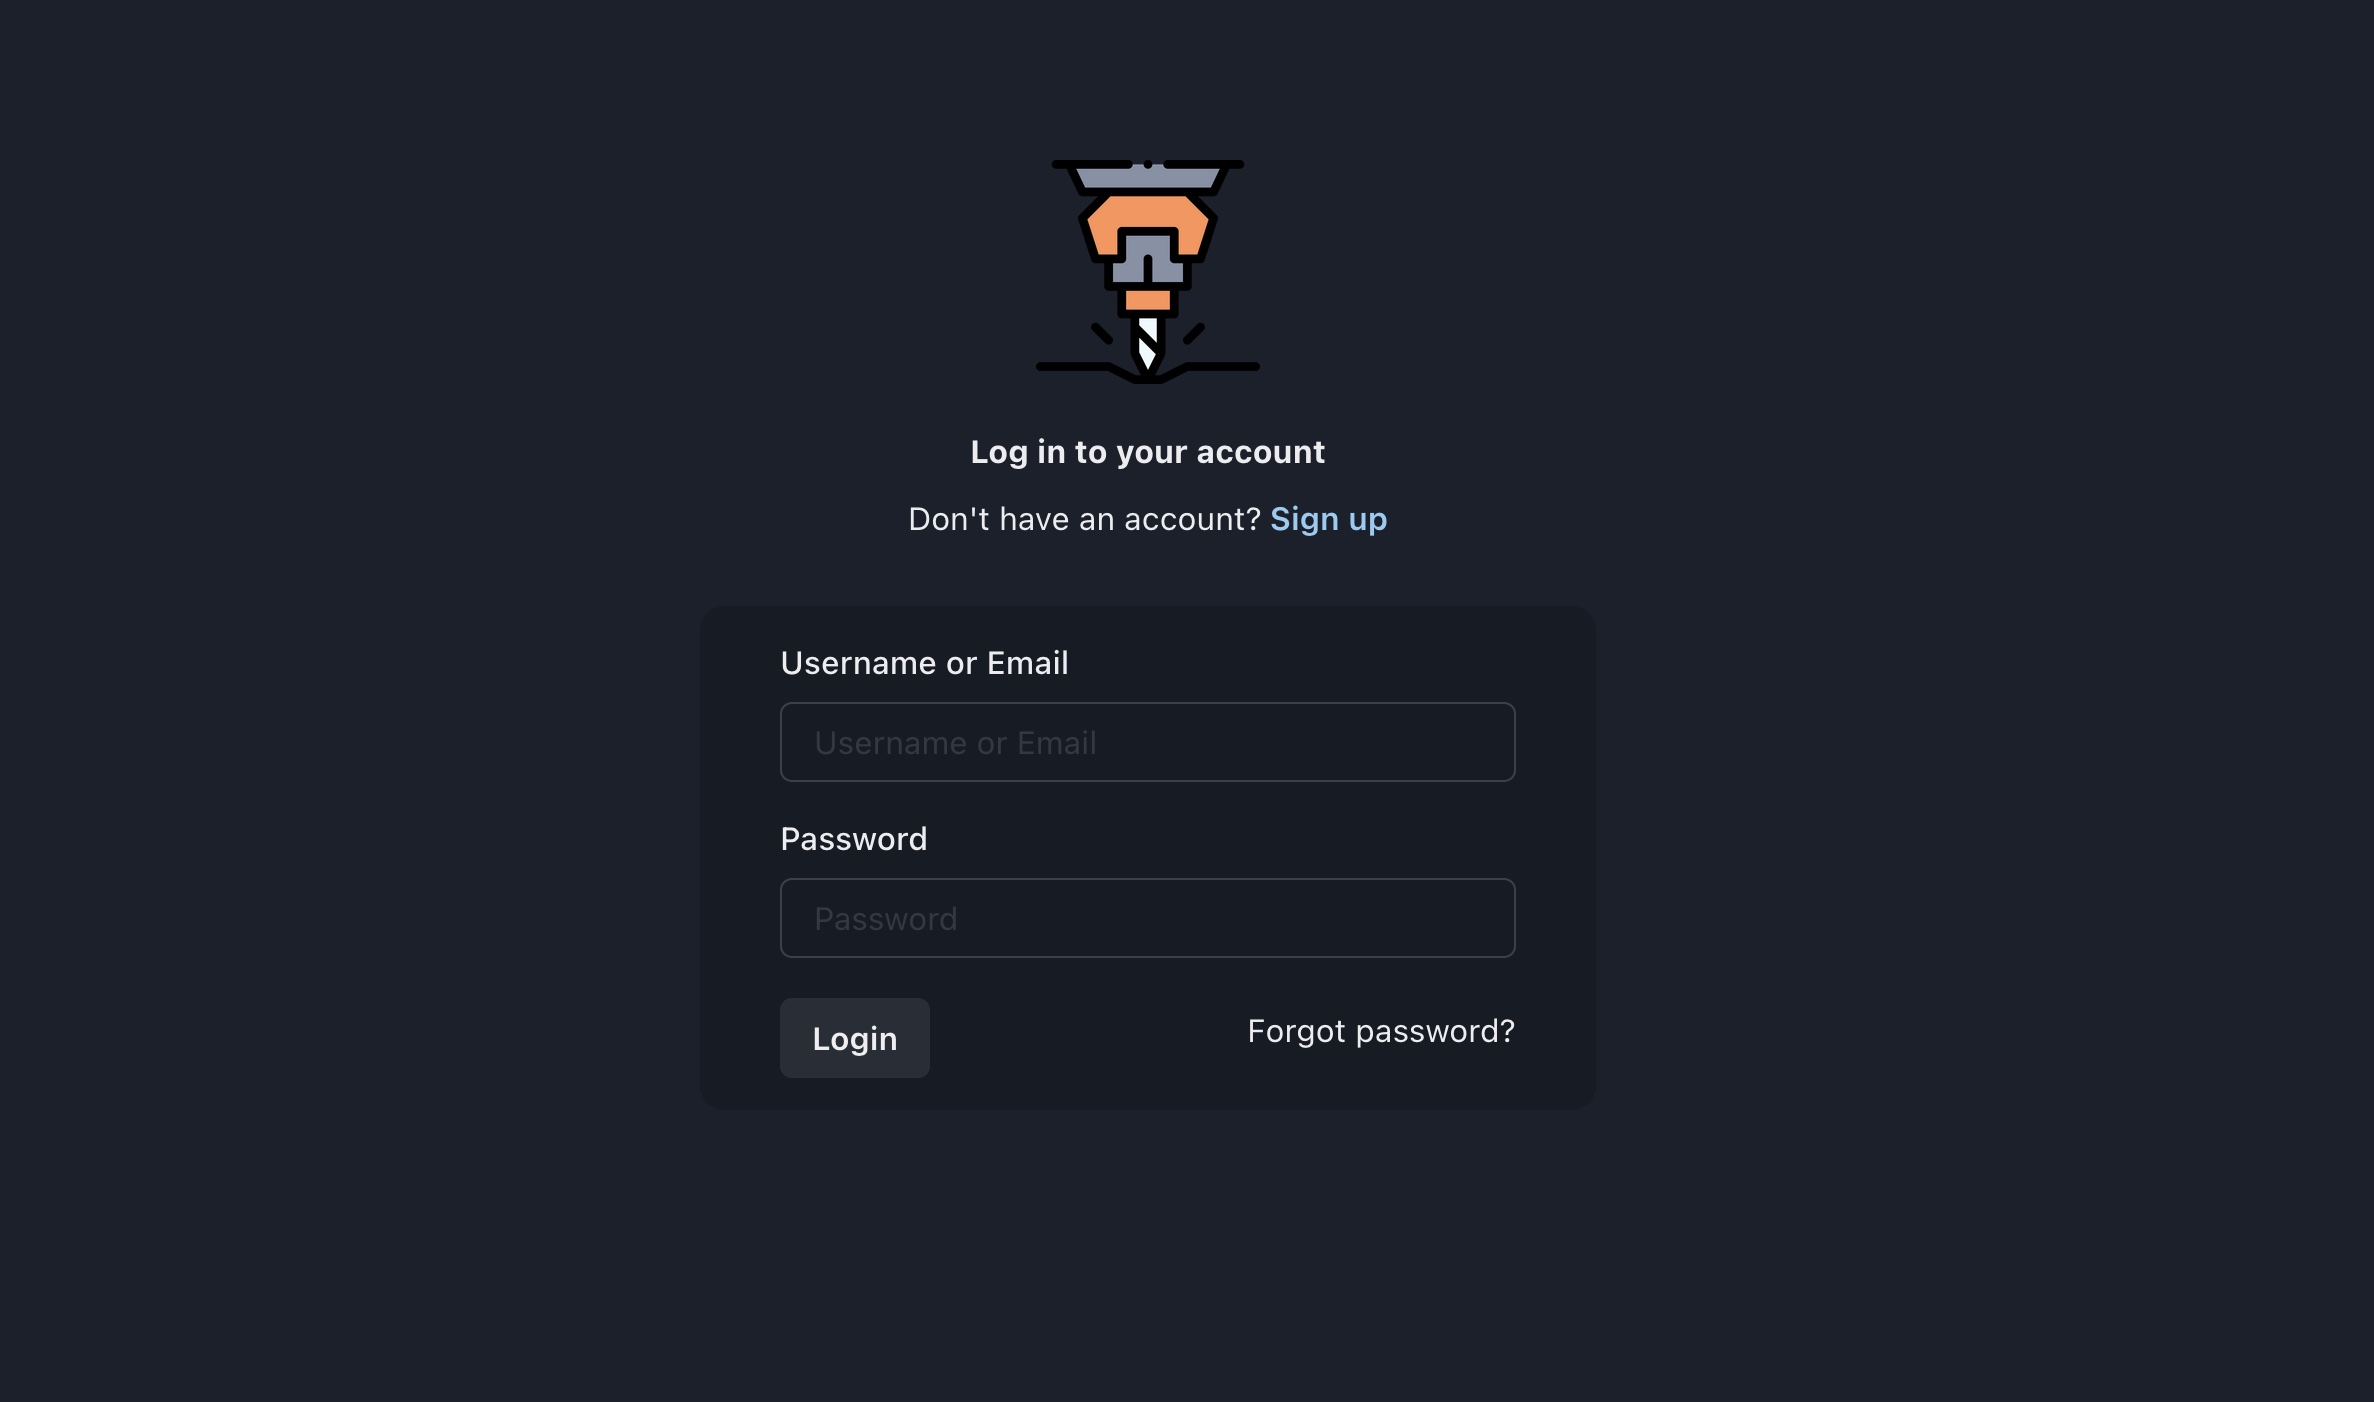 Log in to your account
Don't have an account? Sign up
Username or Email
Username or Email
Password
Password
Login
Forgot password?